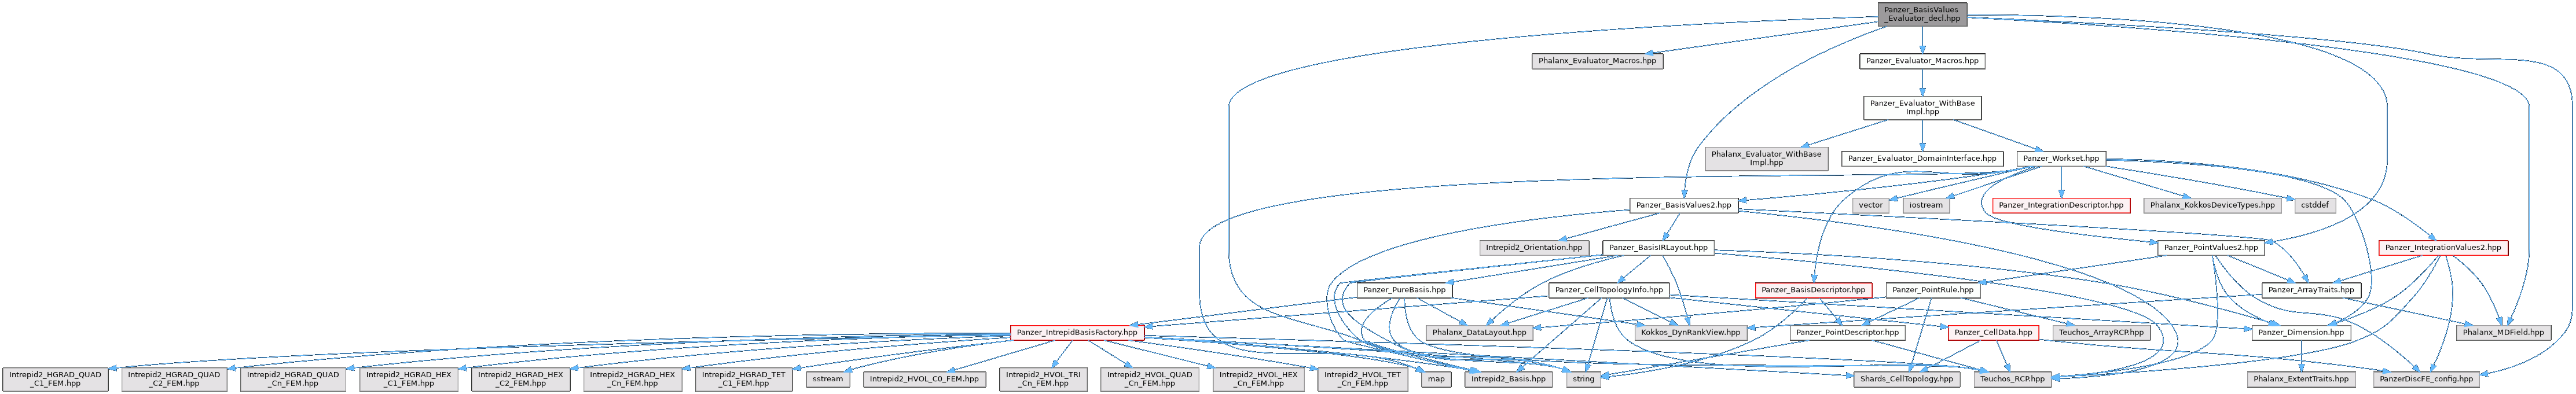 Panzer_BasisValues
_Evaluator_decl.hpp
Phalanx_Evaluator_Macros.hpp
Panzer_Evaluator_Macros.hpp
Panzer_Evaluator_WithBase
Impl.hpp
Phalanx_Evaluator_WithBase
Impl.hpp
Panzer_Evaluator_DomainInterface.hpp
Panzer_Workset.hpp
Panzer_BasisValues2.hpp
vector
iostream
Panzer_IntegrationDescriptor.hpp
Phalanx_KokkosDeviceTypes.hpp
cstddef
Intrepid2_Orientation.hpp
Panzer_BasisIRLayout.hpp
Panzer_PointValues2.hpp
Panzer_IntegrationValues2.hpp
Panzer_PureBasis.hpp
Panzer_CellTopologyInfo.hpp
Panzer_BasisDescriptor.hpp
Panzer_PointRule.hpp
Panzer_ArrayTraits.hpp
Panzer_IntrepidBasisFactory.hpp
Phalanx_DataLayout.hpp
Kokkos_DynRankView.hpp
Panzer_PointDescriptor.hpp
Panzer_CellData.hpp
Teuchos_ArrayRCP.hpp
Panzer_Dimension.hpp
Phalanx_MDField.hpp
Intrepid2_HGRAD_QUAD
_C1_FEM.hpp
Intrepid2_HGRAD_QUAD
_C2_FEM.hpp
Intrepid2_HGRAD_QUAD
_Cn_FEM.hpp
Intrepid2_HGRAD_HEX
_C1_FEM.hpp
Intrepid2_HGRAD_HEX
_C2_FEM.hpp
Intrepid2_HGRAD_HEX
_Cn_FEM.hpp
Intrepid2_HGRAD_TET
_C1_FEM.hpp
sstream
Intrepid2_HVOL_C0_FEM.hpp
Intrepid2_HVOL_TRI
_Cn_FEM.hpp
Intrepid2_HVOL_QUAD
_Cn_FEM.hpp
Intrepid2_HVOL_HEX
_Cn_FEM.hpp
Intrepid2_HVOL_TET
_Cn_FEM.hpp
map
Intrepid2_Basis.hpp
string
Shards_CellTopology.hpp
Teuchos_RCP.hpp
Phalanx_ExtentTraits.hpp
PanzerDiscFE_config.hpp